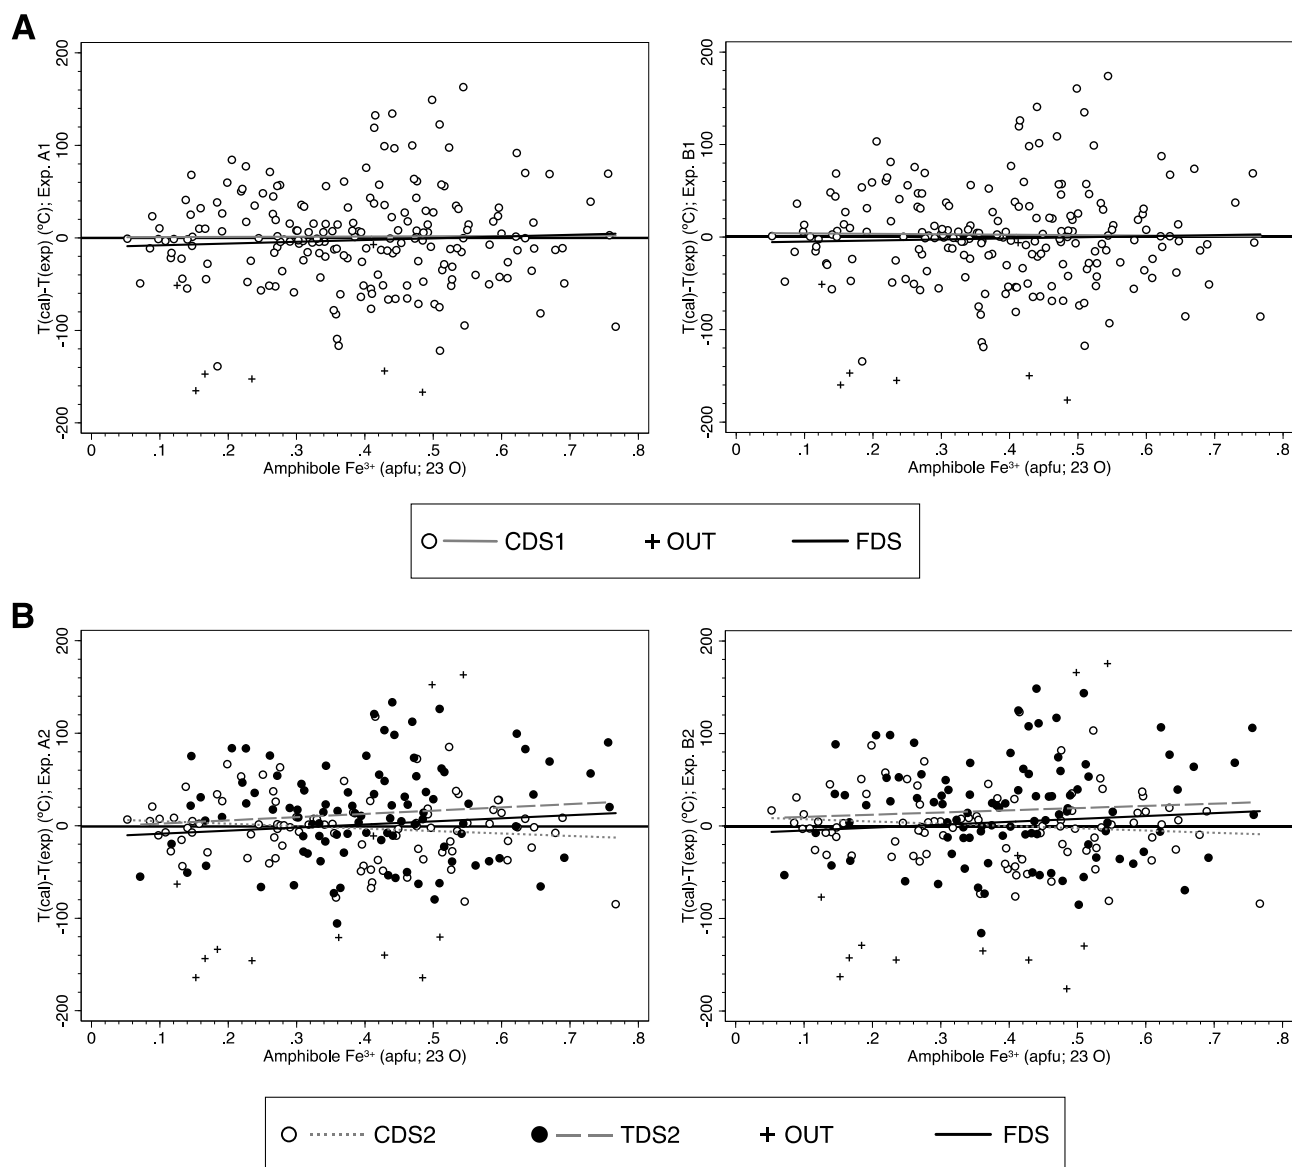 A
200
100
0
-100
-200
T(cal)-T(exp) (ºC); Exp. A1
0 .1 .2 .3 .4 .5 .6 .7 .8
Amphibole Fe³⁺ (apfu; 23 O)
200
100
0
-100
-200
T(cal)-T(exp) (ºC); Exp. B1
0 .1 .2 .3 .4 .5 .6 .7 .8
Amphibole Fe³⁺ (apfu; 23 O)
CDS1 OUT FDS
B
200
100
0
-100
-200
T(cal)-T(exp) (ºC); Exp. A2
0 .1 .2 .3 .4 .5 .6 .7 .8
Amphibole Fe³⁺ (apfu; 23 O)
200
100
0
-100
-200
T(cal)-T(exp) (ºC); Exp. B2
0 .1 .2 .3 .4 .5 .6 .7 .8
Amphibole Fe³⁺ (apfu; 23 O)
CDS2 TDS2 OUT FDS